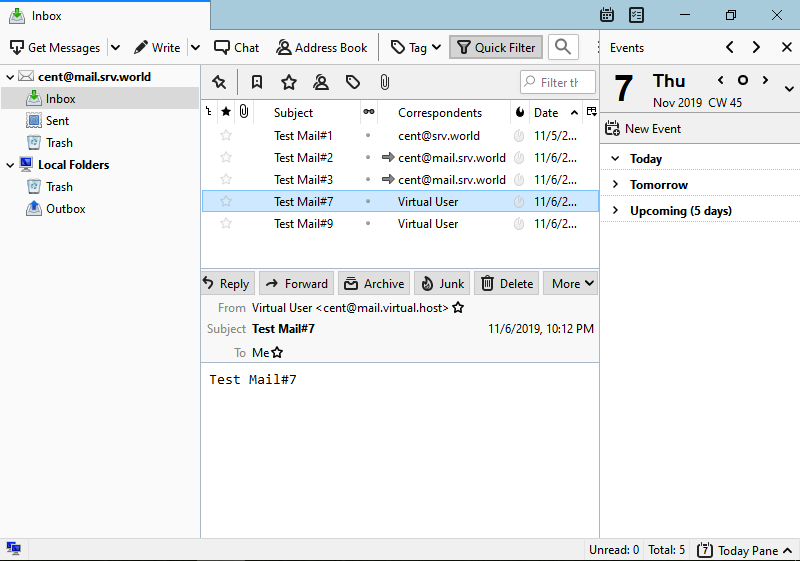 Inbox
Get Messages Write Chat Address Book Tag Quick Filter
Events
cent@mail.srv.world
Inbox
Sent
Trash
Local Folders
Trash
Outbox
Filter th
Subject Correspondents Date
Test Mail#1 cent@srv.world 11/5/2...
Test Mail#2 cent@mail.srv.world 11/6/2...
Test Mail#3 cent@mail.srv.world 11/6/2...
Test Mail#7 Virtual User 11/6/2...
Test Mail#9 Virtual User 11/6/2...
Reply Forward Archive Junk Delete More
From Virtual User <cent@mail.virtual.host>
Subject Test Mail#7 11/6/2019, 10:12 PM
To Me
Test Mail#7
7 Thu
Nov 2019 CW 45
New Event
Today
Tomorrow
Upcoming (5 days)
Unread: 0 Total: 5 7 Today Pane